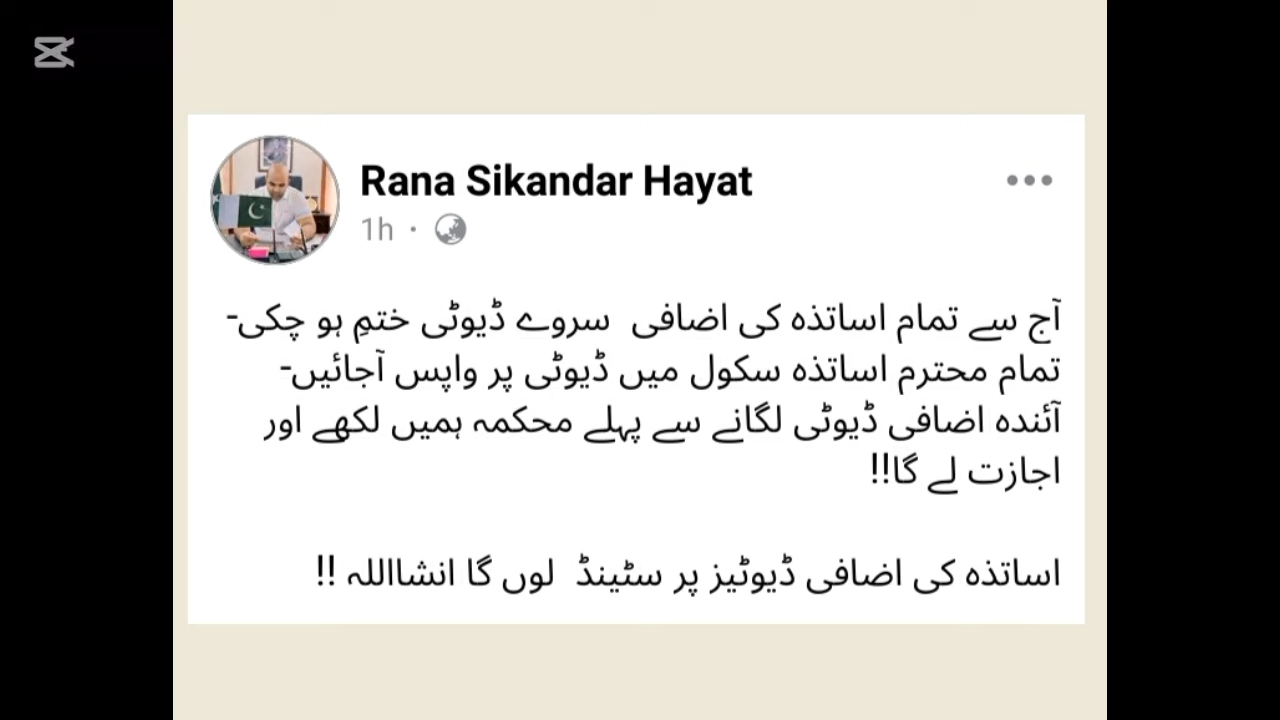 Rana Sikandar Hayat
1h ·
آج سے تمام اساتذہ کی اضافی سروے ڈیوٹی ختمِ ہو چکی-
تمام محترم اساتذہ سکول میں ڈیوٹی پر واپس آجائیں-
آئندہ اضافی ڈیوٹی لگانے سے پہلے محکمہ ہمیں لکھے اور
اجازت لے گا!!
اساتذہ کی اضافی ڈیوٹیز پر سٹینڈ لوں گا انشااللہ !!